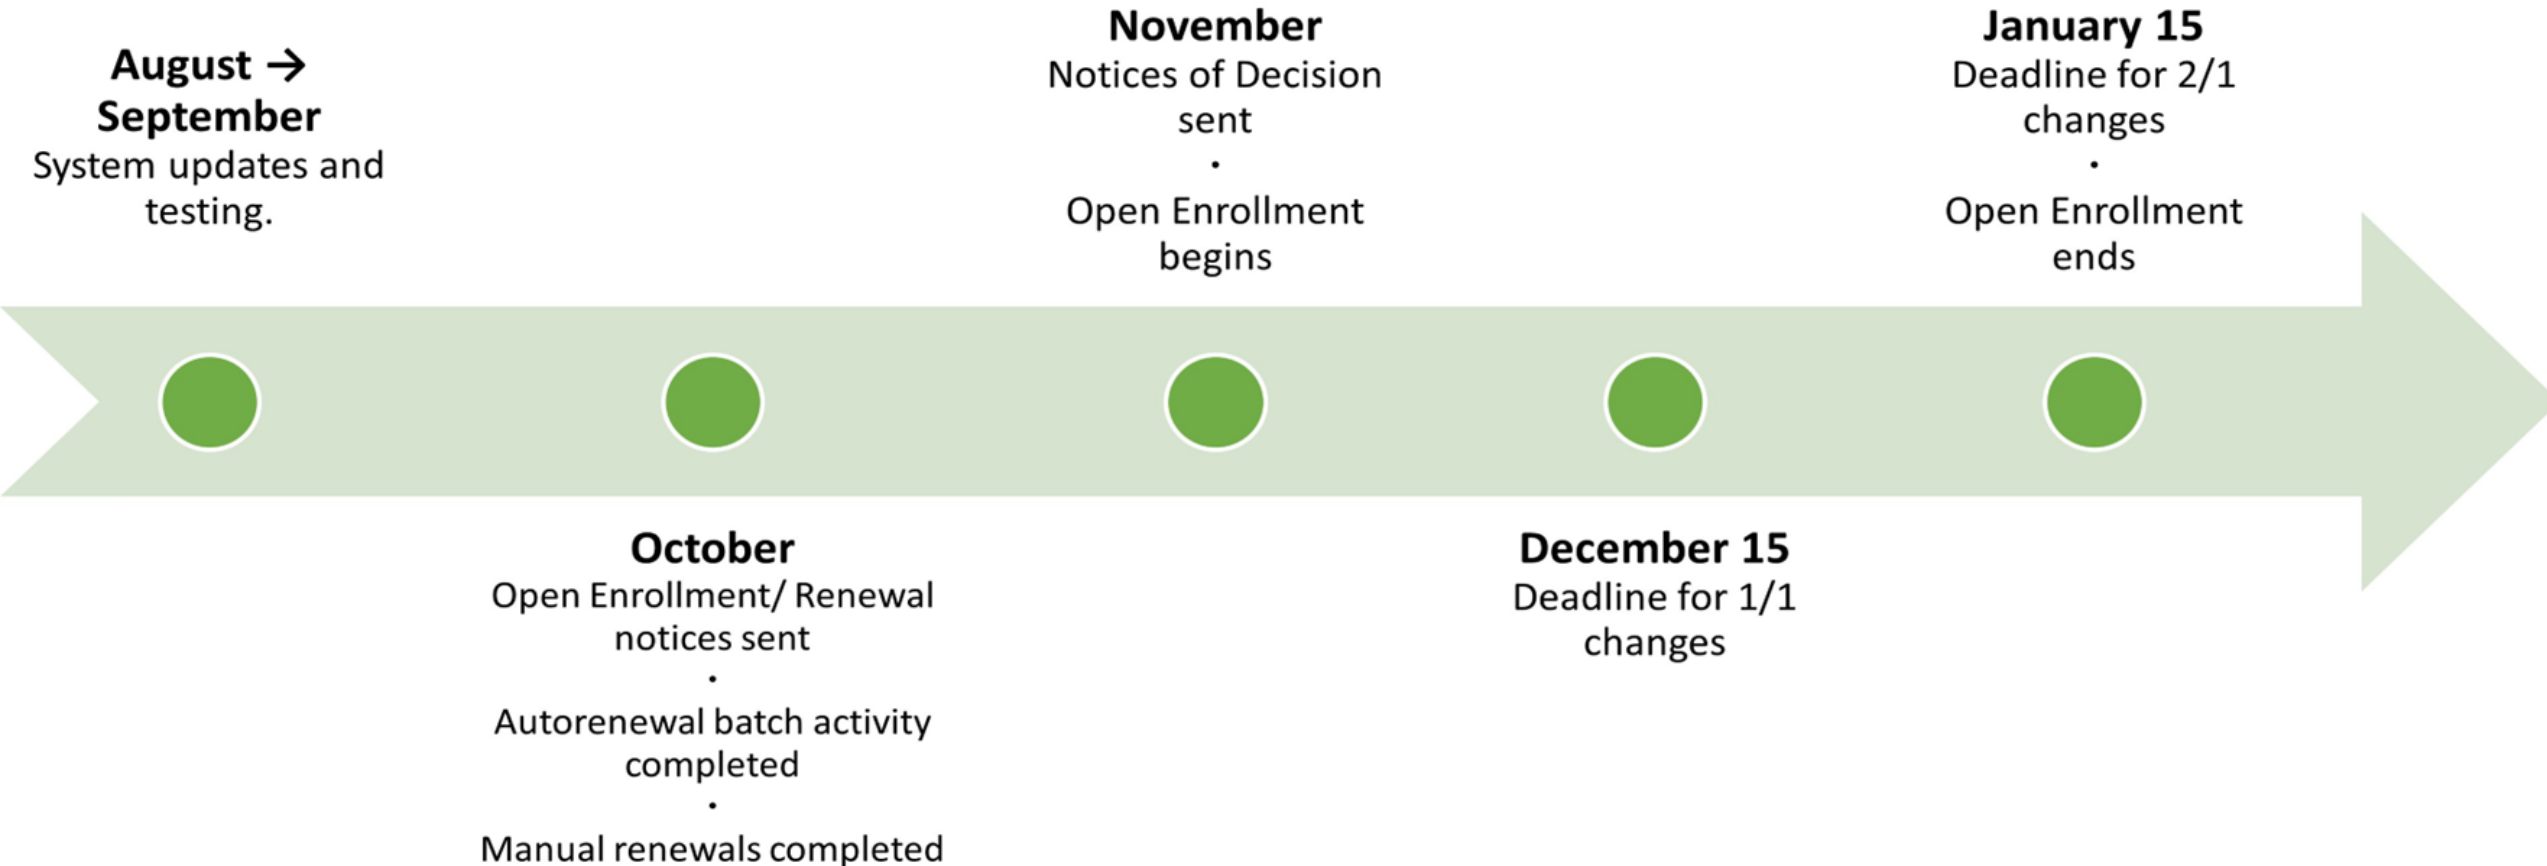 August →
September
System updates and
testing.
October
Open Enrollment/ Renewal
notices sent
·
Autorenewal batch activity
completed
·
Manual renewals completed
November
Notices of Decision
sent
·
Open Enrollment
begins
December 15
Deadline for 1/1
changes
January 15
Deadline for 2/1
changes
·
Open Enrollment
ends